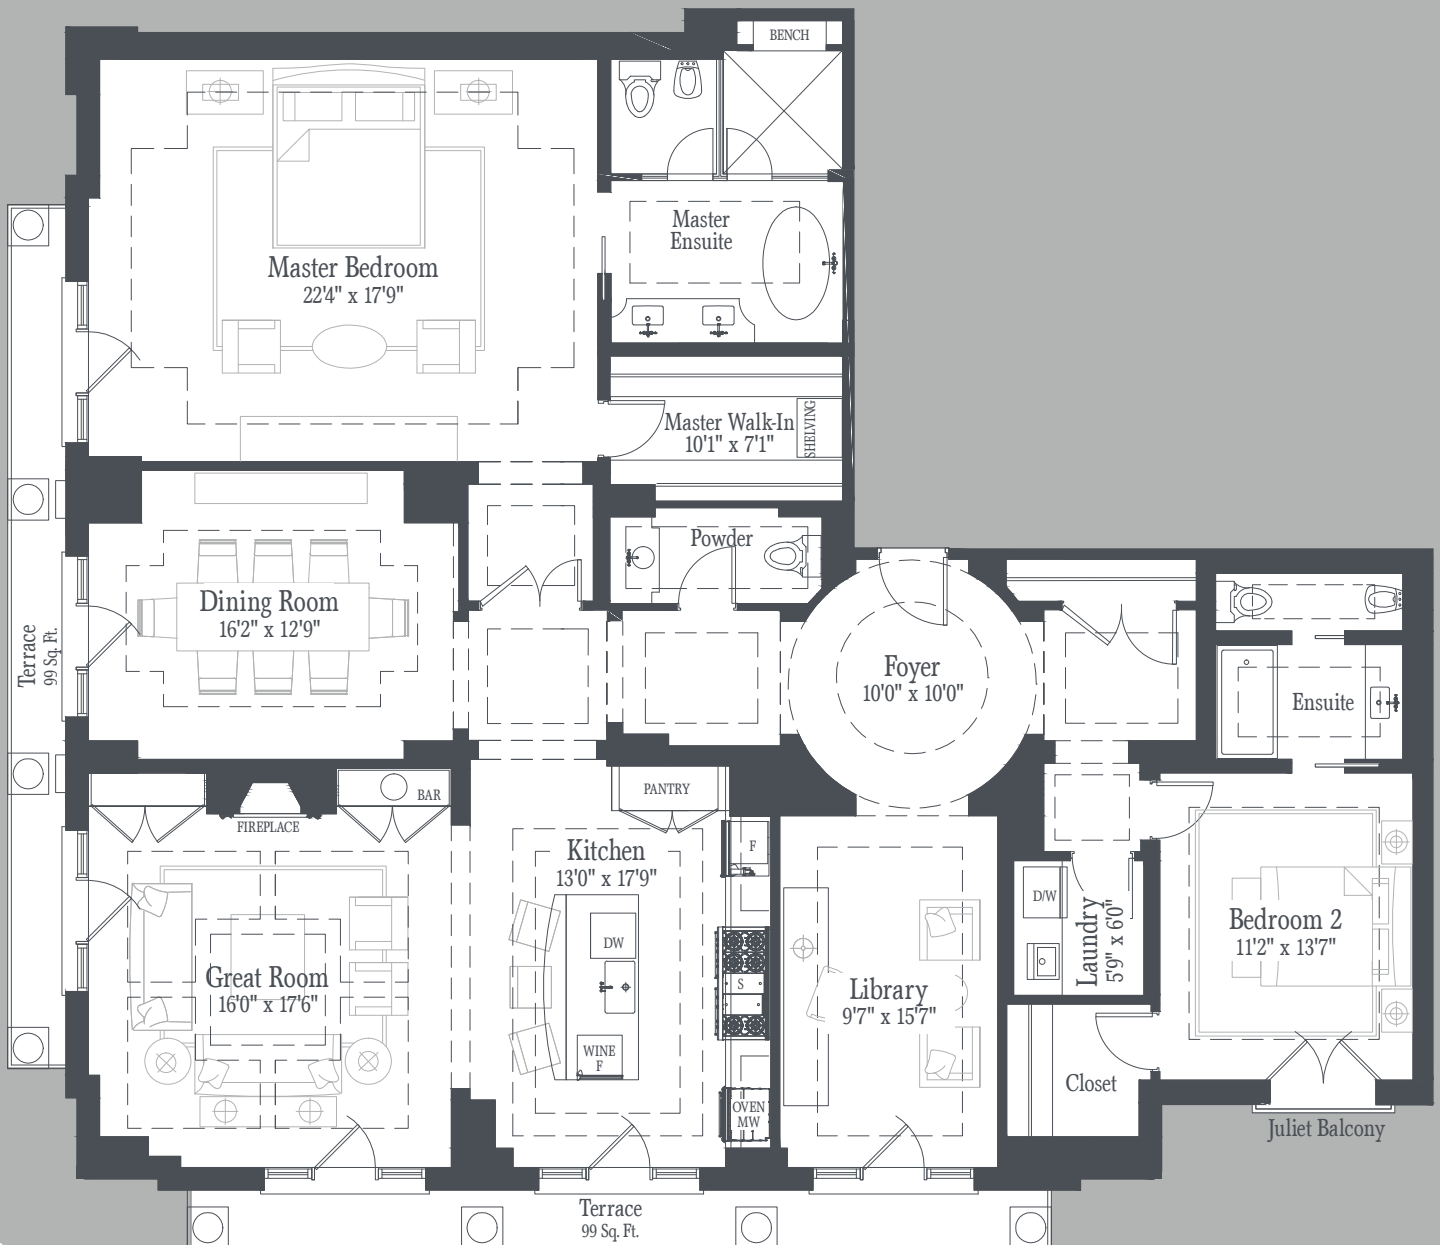 BENCH
Master
Ensuite
Master Bedroom
22'4" x 17'9"
Master Walk-In
10'1" x 7'1"
SHELVING
Powder
Dining Room
16'2" x 12'9"
Terrace
99 Sq. Ft.
Foyer
10'0" x 10'0"
Ensuite
PANTRY
BAR
FIREPLACE
Kitchen
13'0" x 17'9"
F
D/W
Laundry
5'9" x 6'0"
Bedroom 2
11'2" x 13'7"
DW
Great Room
16'0" x 17'6"
S
Library
9'7" x 15'7"
WINE
F
Closet
OVEN
MW
Juliet Balcony
Terrace
99 Sq. Ft.